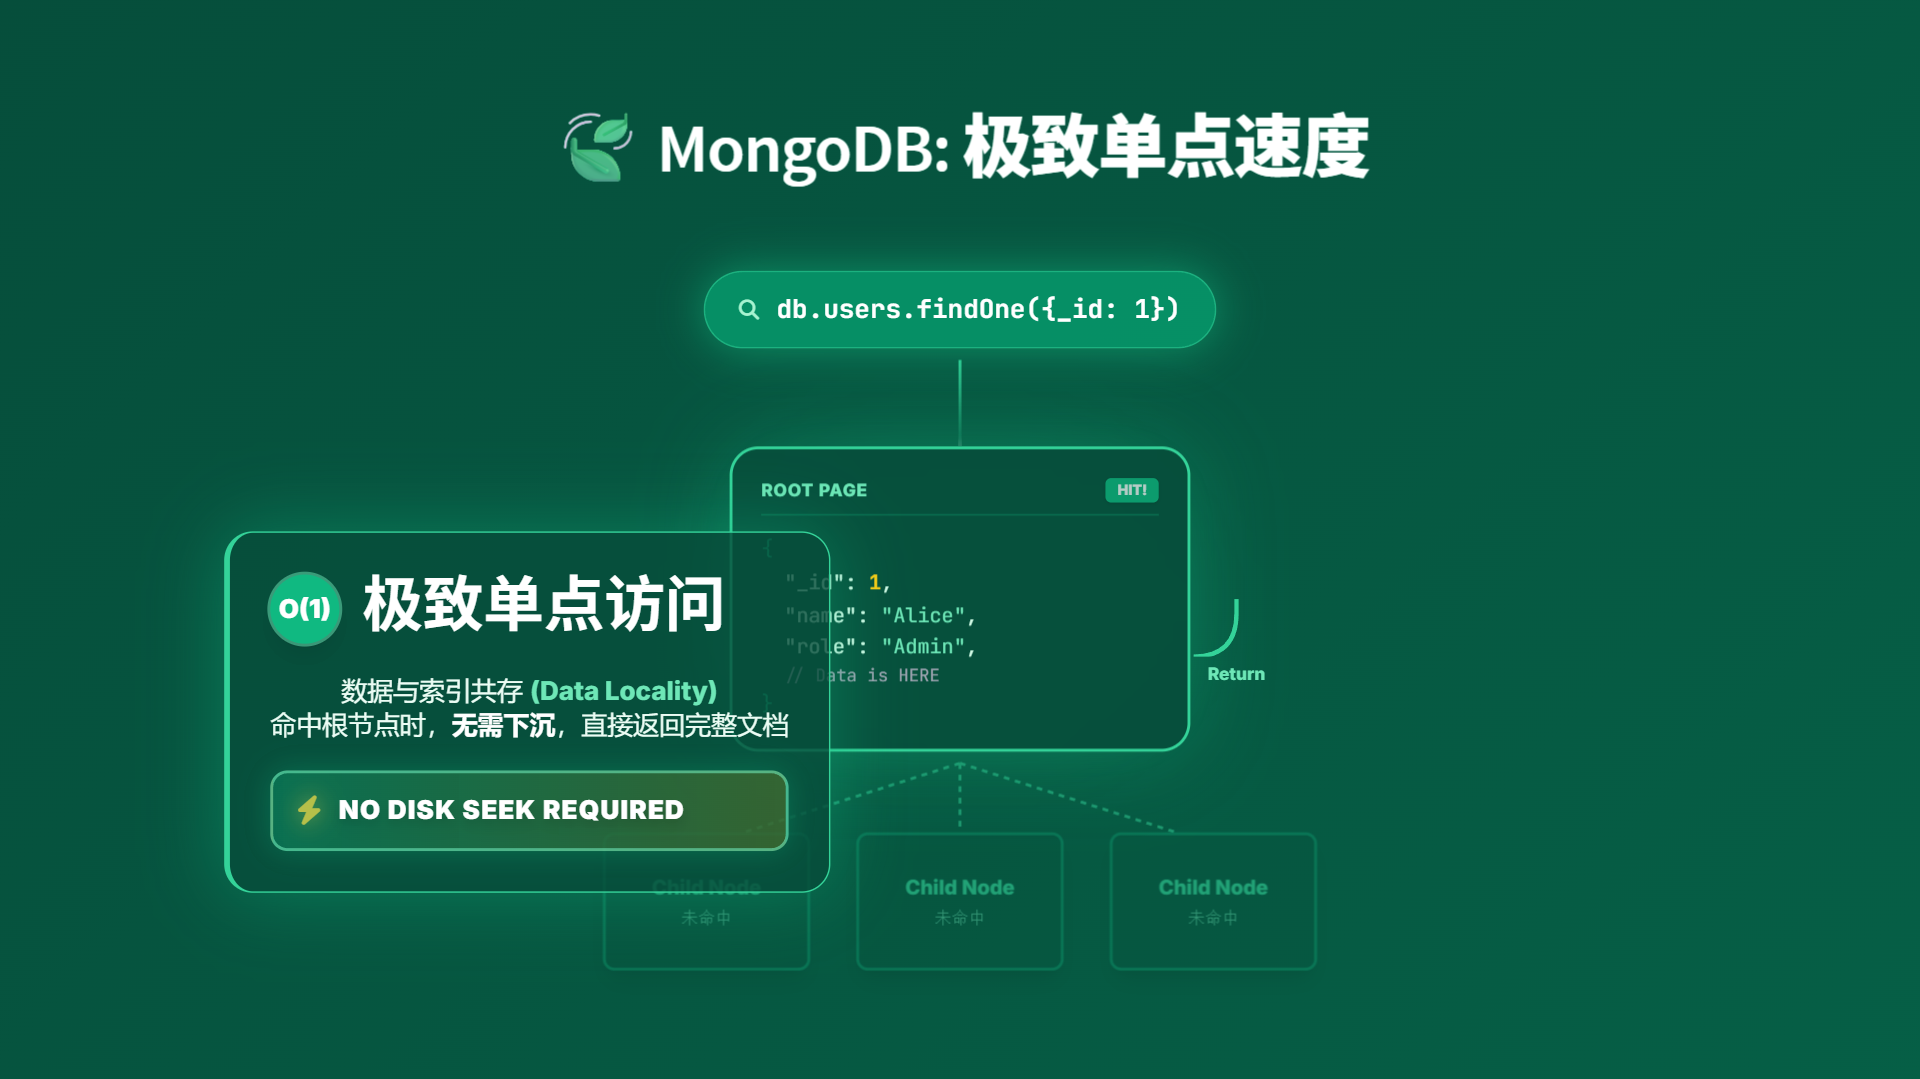 MongoDB: 极致单点速度
db.users.findOne({_id: 1})
ROOT PAGE
HIT!
{
"_id": 1,
"name": "Alice",
"role": "Admin",
// Data is HERE
}
Return
O(1)
极致单点访问
数据与索引共存 (Data Locality)
命中根节点时，无需下沉，直接返回完整文档
NO DISK SEEK REQUIRED
Child Node
未命中
Child Node
未命中
Child Node
未命中